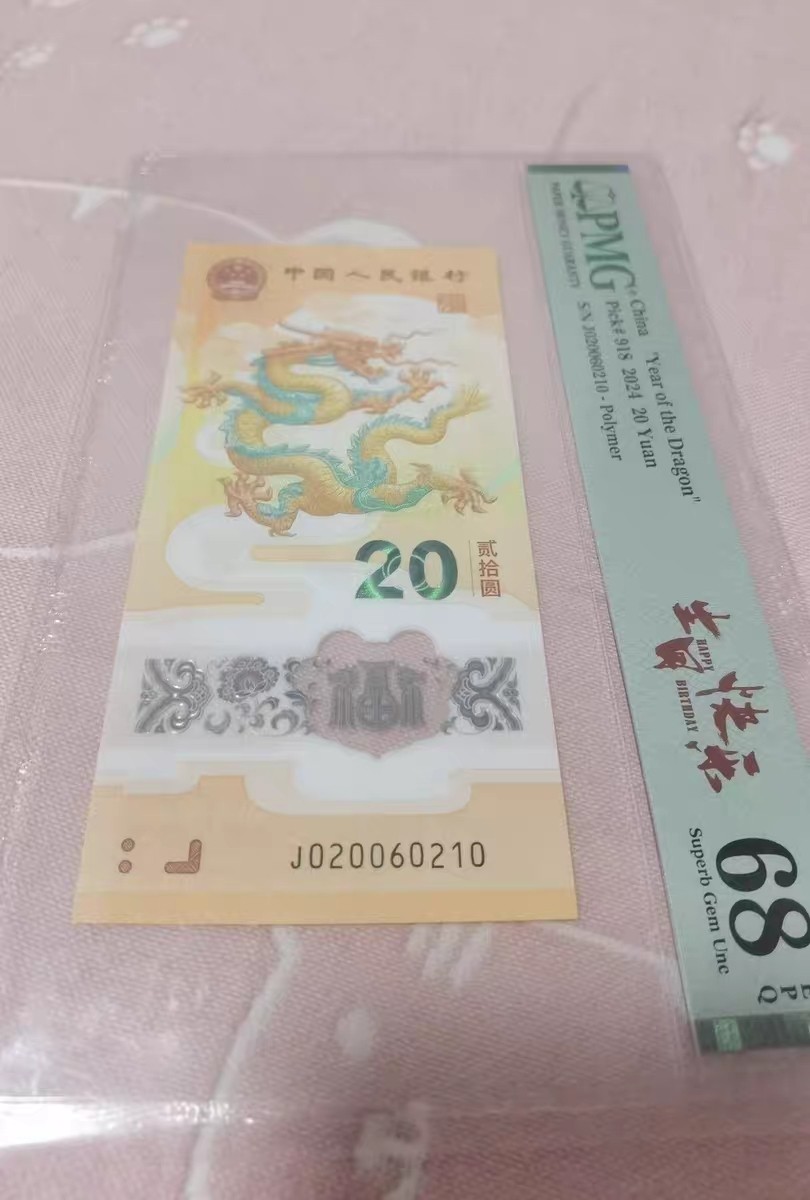 中国人民银行
20
贰拾圆
福
J020060210
PMG
PAPER MONEY GUARANTY
China "Year of the Dragon"
Pick# 918 2024 20 Yuan
S/N J020060210 - Polymer
生日快乐
HAPPY
BIRTHDAY
68
Superb Gem Unc
E
P
Q